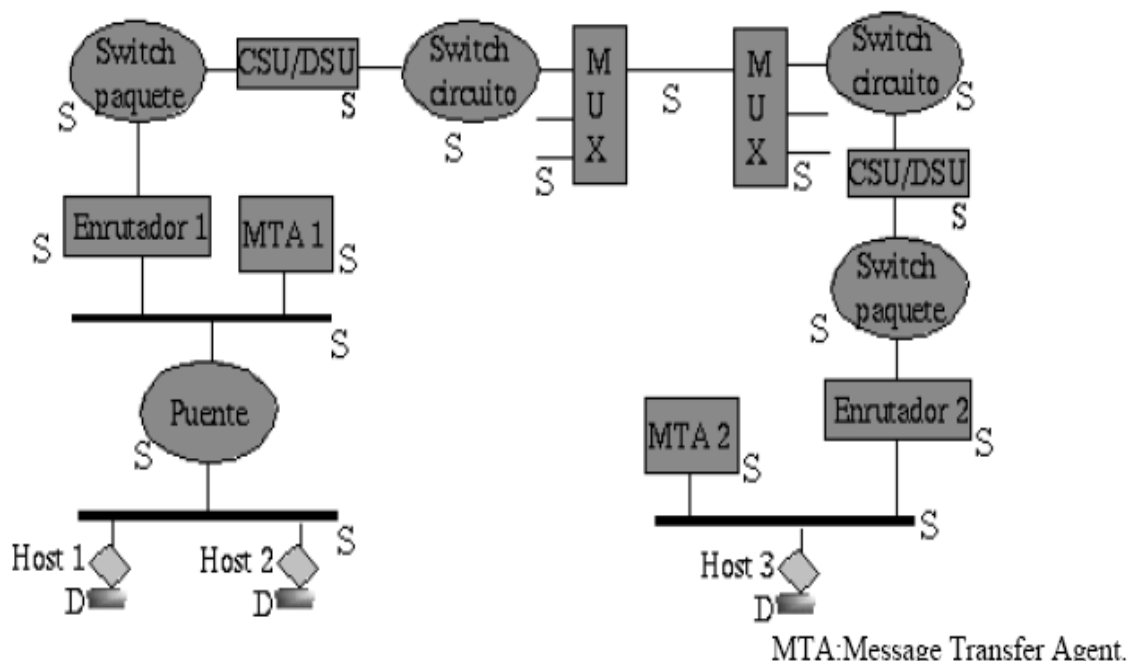 Switch
paquete
S
CSU/DSU
S
Switch
circuito
S
M
U
X
S
S
M
U
X
S
Switch
circuito
S
CSU/DSU
S
Enrutador 1
S
MTA 1
S
S
Switch
paquete
S
Puente
S
MTA 2
S
Enrutador 2
S
S
S
Host 1
D
Host 2
D
Host 3
D
MTA:Message Transfer Agent.